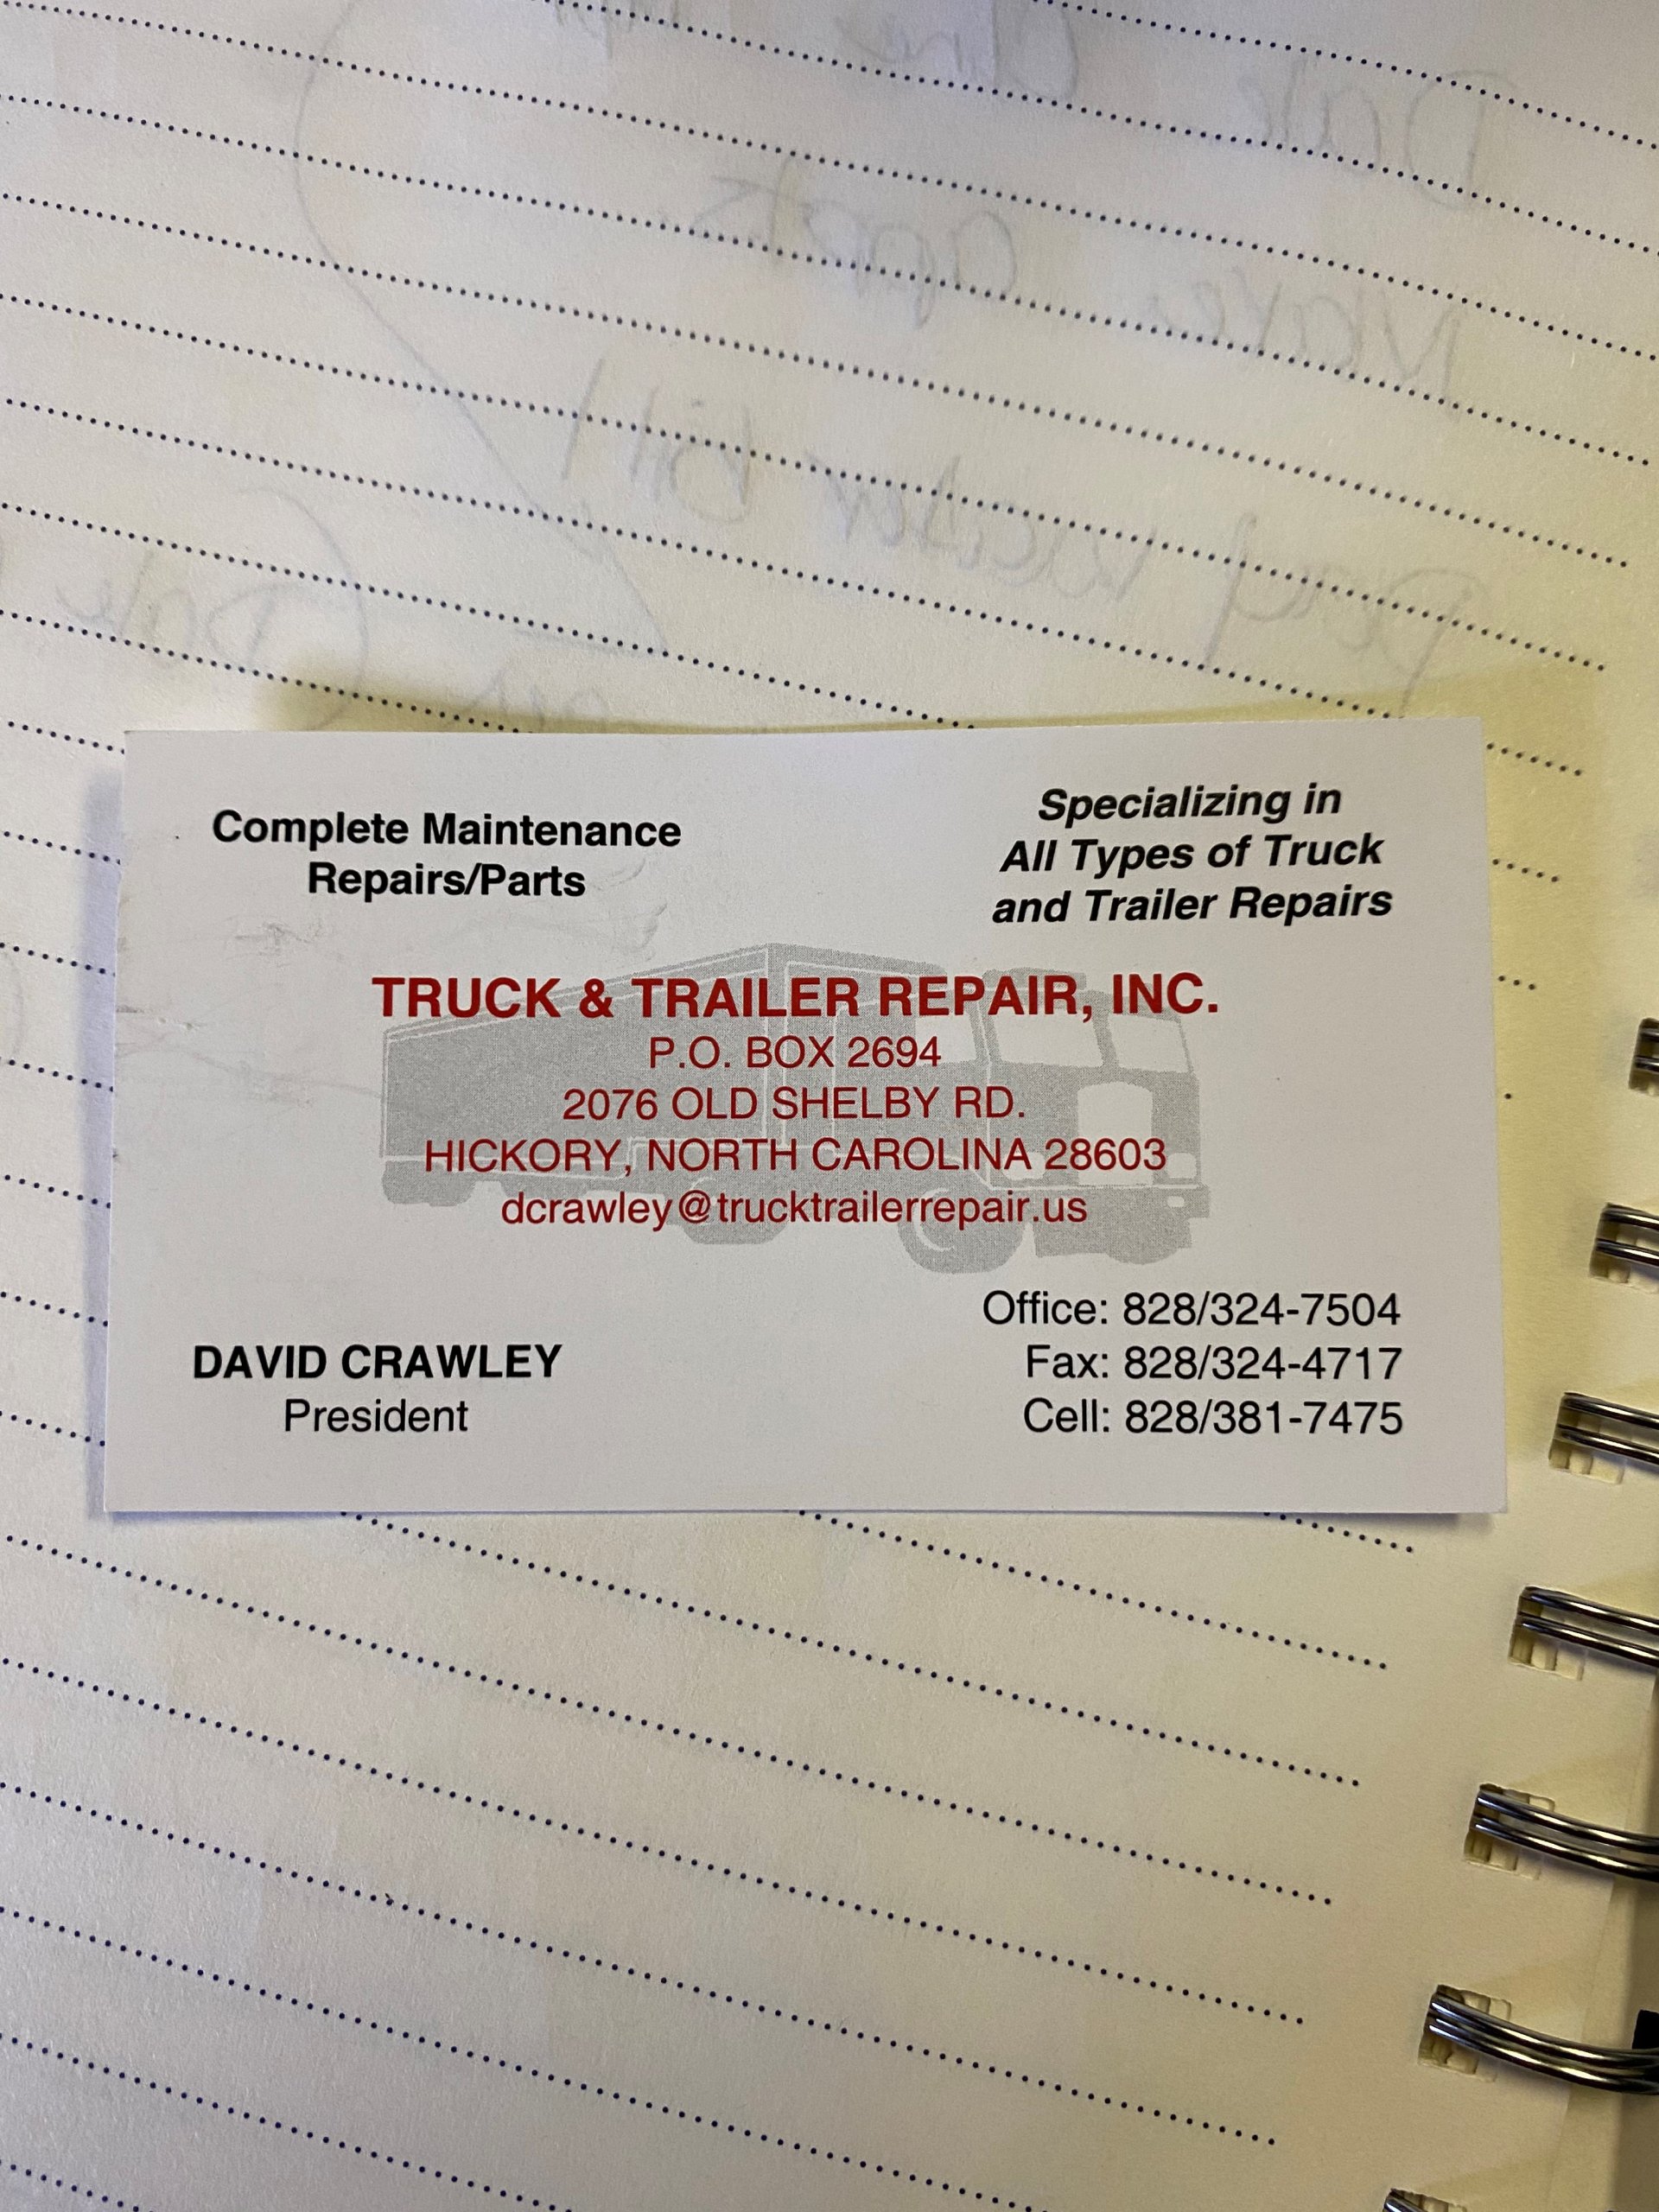 Complete Maintenance
Repairs/Parts
Specializing in
All Types of Truck
and Trailer Repairs
TRUCK & TRAILER REPAIR, INC.
P.O. BOX 2694
2076 OLD SHELBY RD.
HICKORY, NORTH CAROLINA 28603
dcrawley@trucktrailerrepair.us
DAVID CRAWLEY
President
Office: 828/324-7504
Fax: 828/324-4717
Cell: 828/381-7475